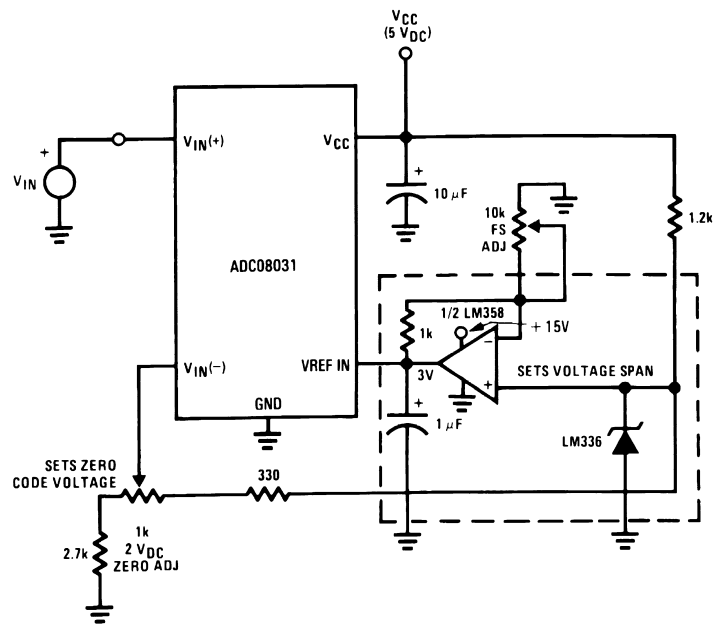 VCC
(5 VDC)
VIN(+)
VCC
+
VIN
+
10 μF
10k
FS
ADJ
1.2k
ADC08031
1/2 LM358
+ 15V
1k
−
VIN(−)
VREF IN
3V
+
SETS VOLTAGE SPAN
GND
+
1 μF
LM336
SETS ZERO
CODE VOLTAGE
330
1k
2 VDC
ZERO ADJ
2.7k